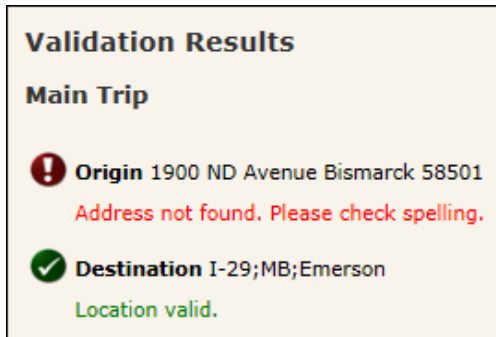 Validation Results
Main Trip
Origin 1900 ND Avenue Bismarck 58501
Address not found. Please check spelling.
Destination I-29;MB;Emerson
Location valid.